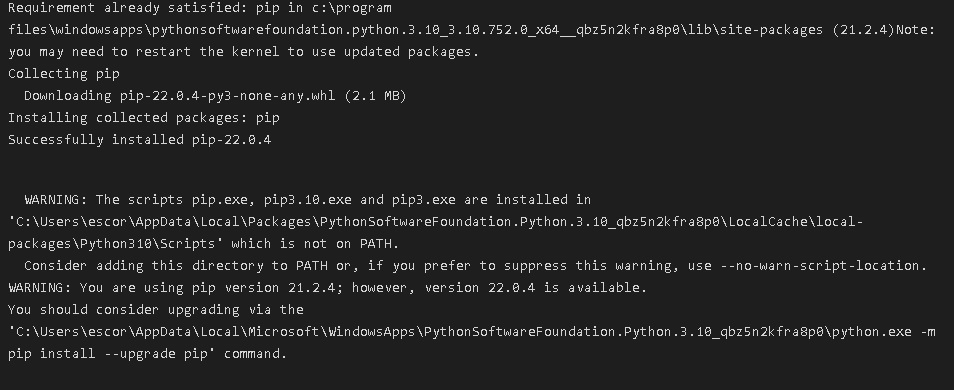 Requirement already satisfied: pip in c:\program
files\windowsapps\pythonsoftwarefoundation.python.3.10_3.10.752.0_x64__qbz5n2kfra8p0\lib\site-packages (21.2.4)Note:
you may need to restart the kernel to use updated packages.
Collecting pip
  Downloading pip-22.0.4-py3-none-any.whl (2.1 MB)
Installing collected packages: pip
Successfully installed pip-22.0.4
  WARNING: The scripts pip.exe, pip3.10.exe and pip3.exe are installed in
'C:\Users\escor\AppData\Local\Packages\PythonSoftwareFoundation.Python.3.10_qbz5n2kfra8p0\LocalCache\local-
packages\Python310\Scripts' which is not on PATH.
  Consider adding this directory to PATH or, if you prefer to suppress this warning, use --no-warn-script-location.
WARNING: You are using pip version 21.2.4; however, version 22.0.4 is available.
You should consider upgrading via the
'C:\Users\escor\AppData\Local\Microsoft\WindowsApps\PythonSoftwareFoundation.Python.3.10_qbz5n2kfra8p0\python.exe -m
pip install --upgrade pip' command.